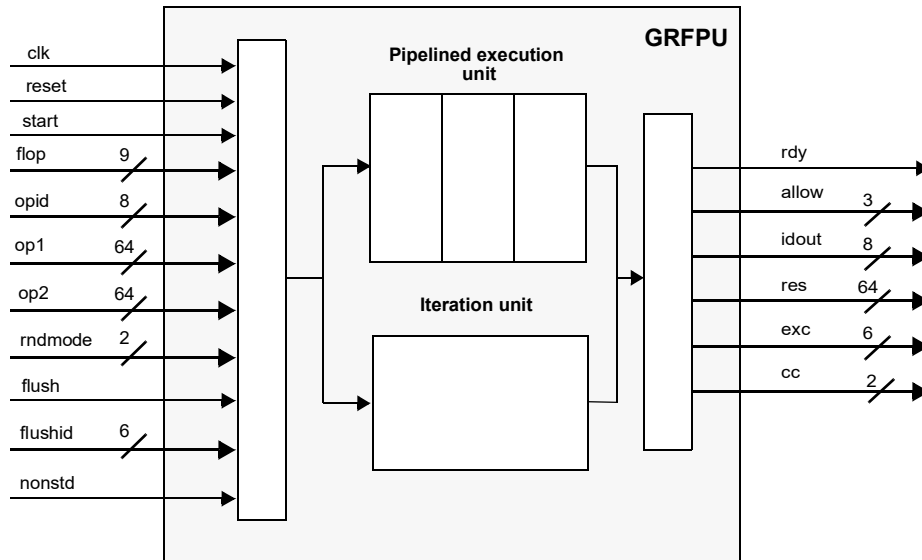 GRFPU
Pipelined execution
unit
Iteration unit
clk
reset
start
flop 9
opid 8
op1 64
op2 64
rndmode 2
flush
flushid 6
nonstd
rdy
allow 3
idout 8
res 64
exc 6
cc 2